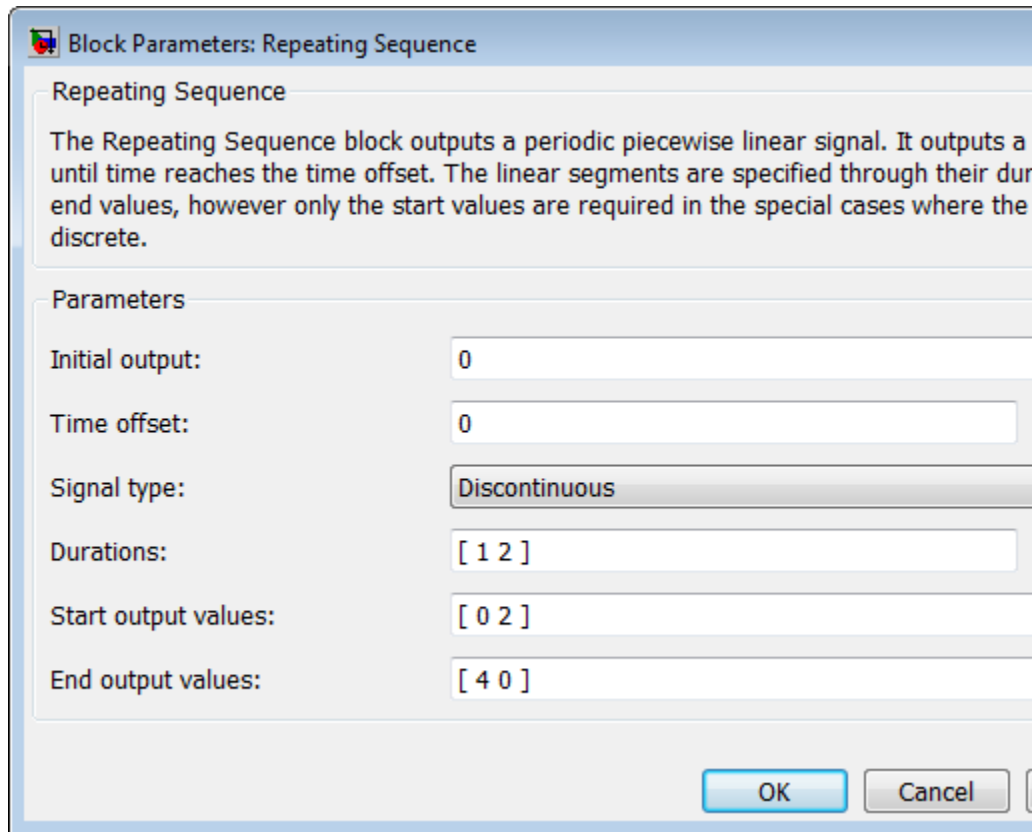 Block Parameters: Repeating Sequence
Repeating Sequence
The Repeating Sequence block outputs a periodic piecewise linear signal. It outputs a
until time reaches the time offset. The linear segments are specified through their
end values, however only the start values are required in the special cases where the
discrete.
Parameters
Initial output:
0
Time offset:
0
Signal type:
Discontinuous
Durations:
[ 1 2 ]
Start output values:
[ 0 2 ]
End output values:
[ 4 0 ]
OK
Cancel